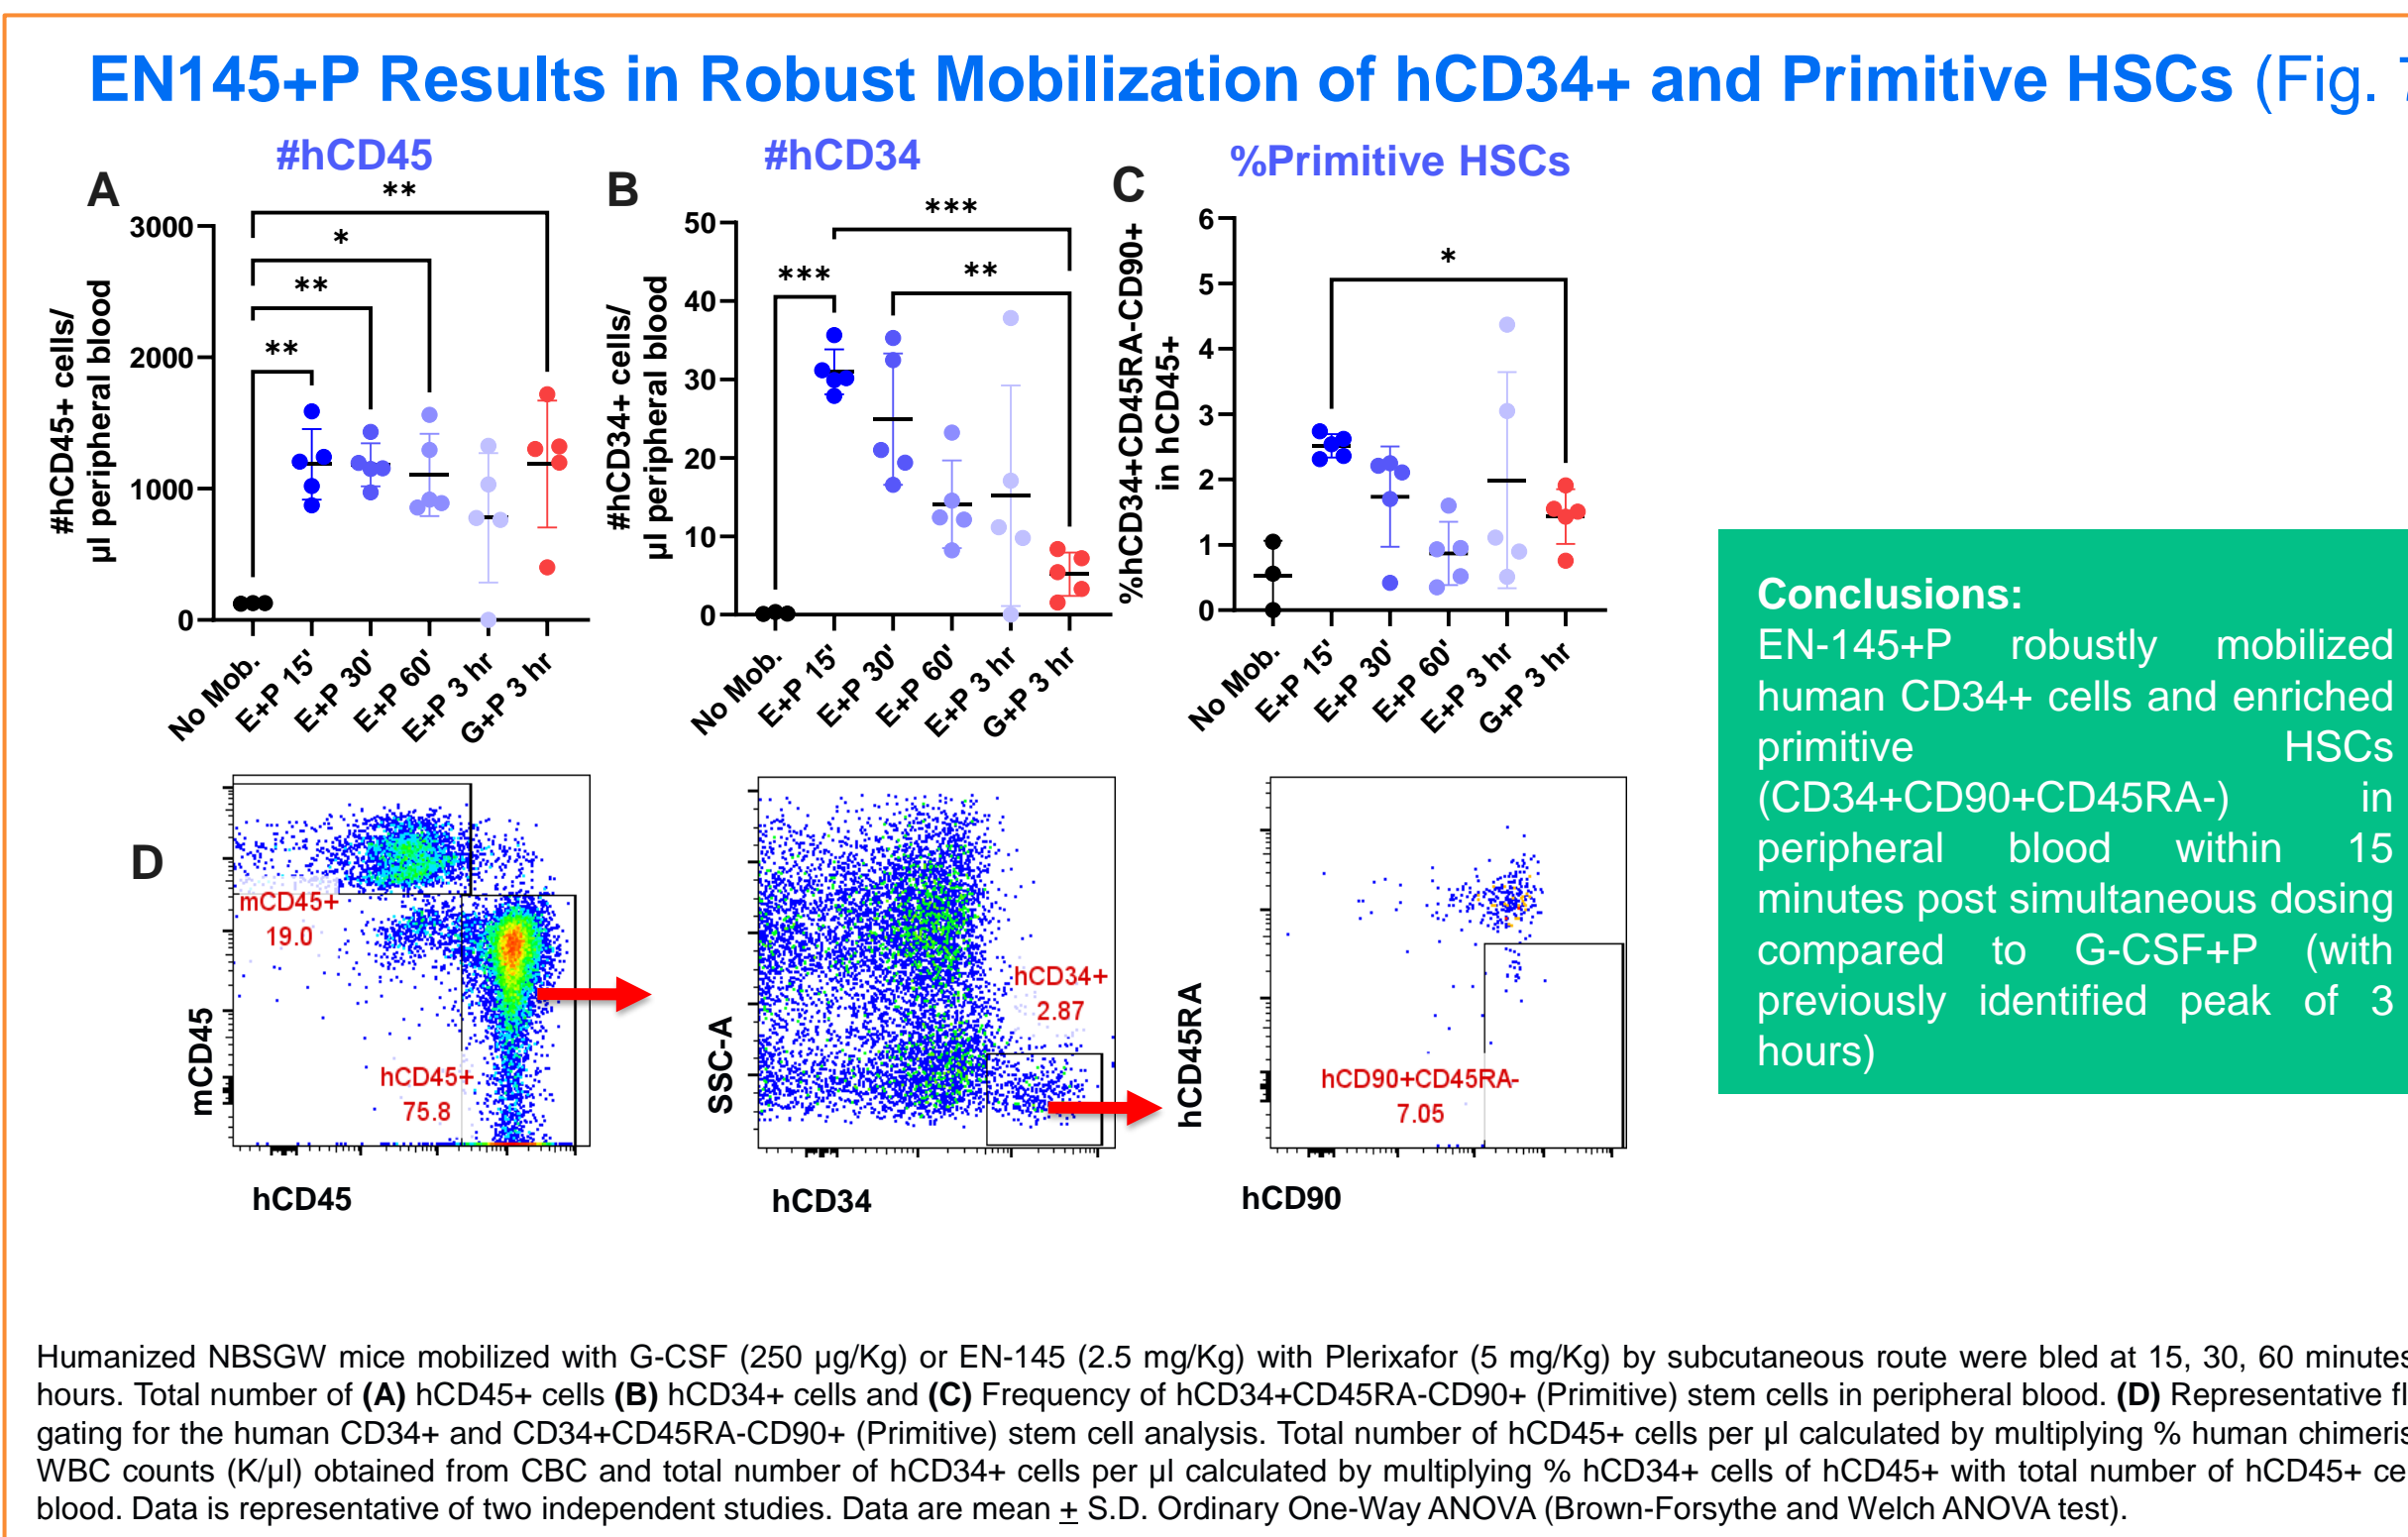 EN145+P Results in Robust Mobilization of hCD34+ and Primitive HSCs (Fig. 7
#hCD45
#hCD34
%Primitive HSCs
A
#hCD45+ cells/
µl peripheral blood
3000
2000
1000
0
**
*
**
**
No Mob.
E+P 15'
E+P 30'
E+P 60'
E+P 3 hr
G+P 3 hr
B
#hCD34+ cells/
µl peripheral blood
50
40
30
20
10
0
***
***
**
No Mob.
E+P 15'
E+P 30'
E+P 60'
E+P 3 hr
G+P 3 hr
C
%hCD34+CD45RA-CD90+
in hCD45+
6
5
4
3
2
1
0
*
No Mob.
E+P 15'
E+P 30'
E+P 60'
E+P 3 hr
G+P 3 hr
D
mCD45
mCD45+
19.0
hCD45+
75.8
hCD45
SSC-A
hCD34+
2.87
hCD34
hCD45RA
hCD90+CD45RA-
7.05
hCD90
Conclusions:
EN-145+P robustly mobilized
human CD34+ cells and enriched
primitive HSCs
(CD34+CD90+CD45RA-) in
peripheral blood within 15
minutes post simultaneous dosing
compared to G-CSF+P (with
previously identified peak of 3
hours)
Humanized NBSGW mice mobilized with G-CSF (250 µg/Kg) or EN-145 (2.5 mg/Kg) with Plerixafor (5 mg/Kg) by subcutaneous route were bled at 15, 30, 60 minutes
hours. Total number of (A) hCD45+ cells (B) hCD34+ cells and (C) Frequency of hCD34+CD45RA-CD90+ (Primitive) stem cells in peripheral blood. (D) Representative fl
gating for the human CD34+ and CD34+CD45RA-CD90+ (Primitive) stem cell analysis. Total number of hCD45+ cells per µl calculated by multiplying % human chimeris
WBC counts (K/µl) obtained from CBC and total number of hCD34+ cells per µl calculated by multiplying % hCD34+ cells of hCD45+ with total number of hCD45+ ce
blood. Data is representative of two independent studies. Data are mean ± S.D. Ordinary One-Way ANOVA (Brown-Forsythe and Welch ANOVA test).